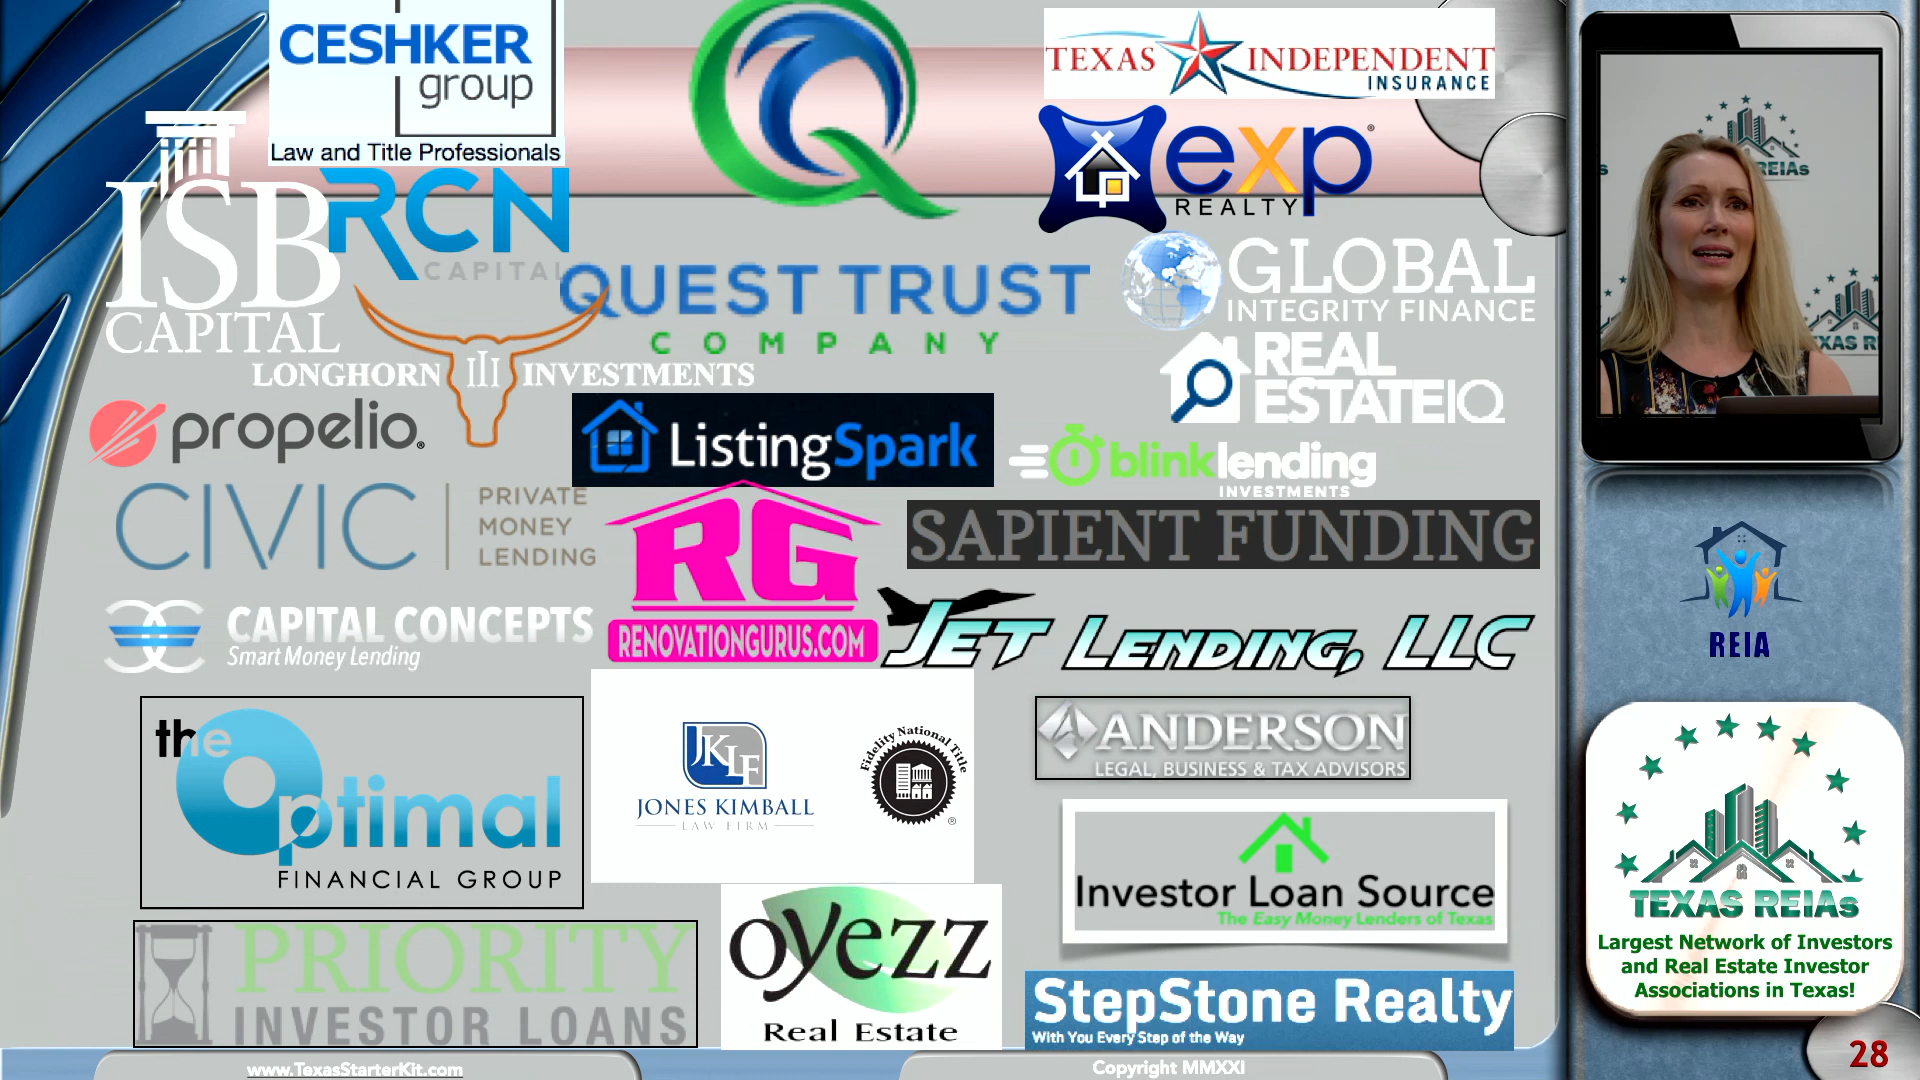 CESHKER
group
Law and Title Professionals
TEXAS INDEPENDENT
INSURANCE
exp®
REALTY
ISB
CAPITAL
RCN
CAPITAL
QUEST TRUST
COMPANY
GLOBAL
INTEGRITY FINANCE
LONGHORN III INVESTMENTS
REAL
ESTATEIQ
propelio®
ListingSpark
blinklending
INVESTMENTS
CIVIC
PRIVATE
MONEY
LENDING
RG
RENOVATIONGURUS.COM
SAPIENT FUNDING
CAPITAL CONCEPTS
Smart Money Lending
JET LENDING, LLC
the
Optimal
FINANCIAL GROUP
JKLF
JONES KIMBALL
LAW FIRM
Fidelity National Title
®
ANDERSON
LEGAL, BUSINESS & TAX ADVISORS
Investor Loan Source
The Easy Money Lenders of Texas
PRIORITY
INVESTOR LOANS
oyezz
Real Estate
StepStone Realty
With You Every Step of the Way
www.TexasStarterKit.com
Copyright MMXXI
REIAs
XAS R
REIA
TEXAS REIAs
Largest Network of Investors
and Real Estate Investor
Associations in Texas!
28